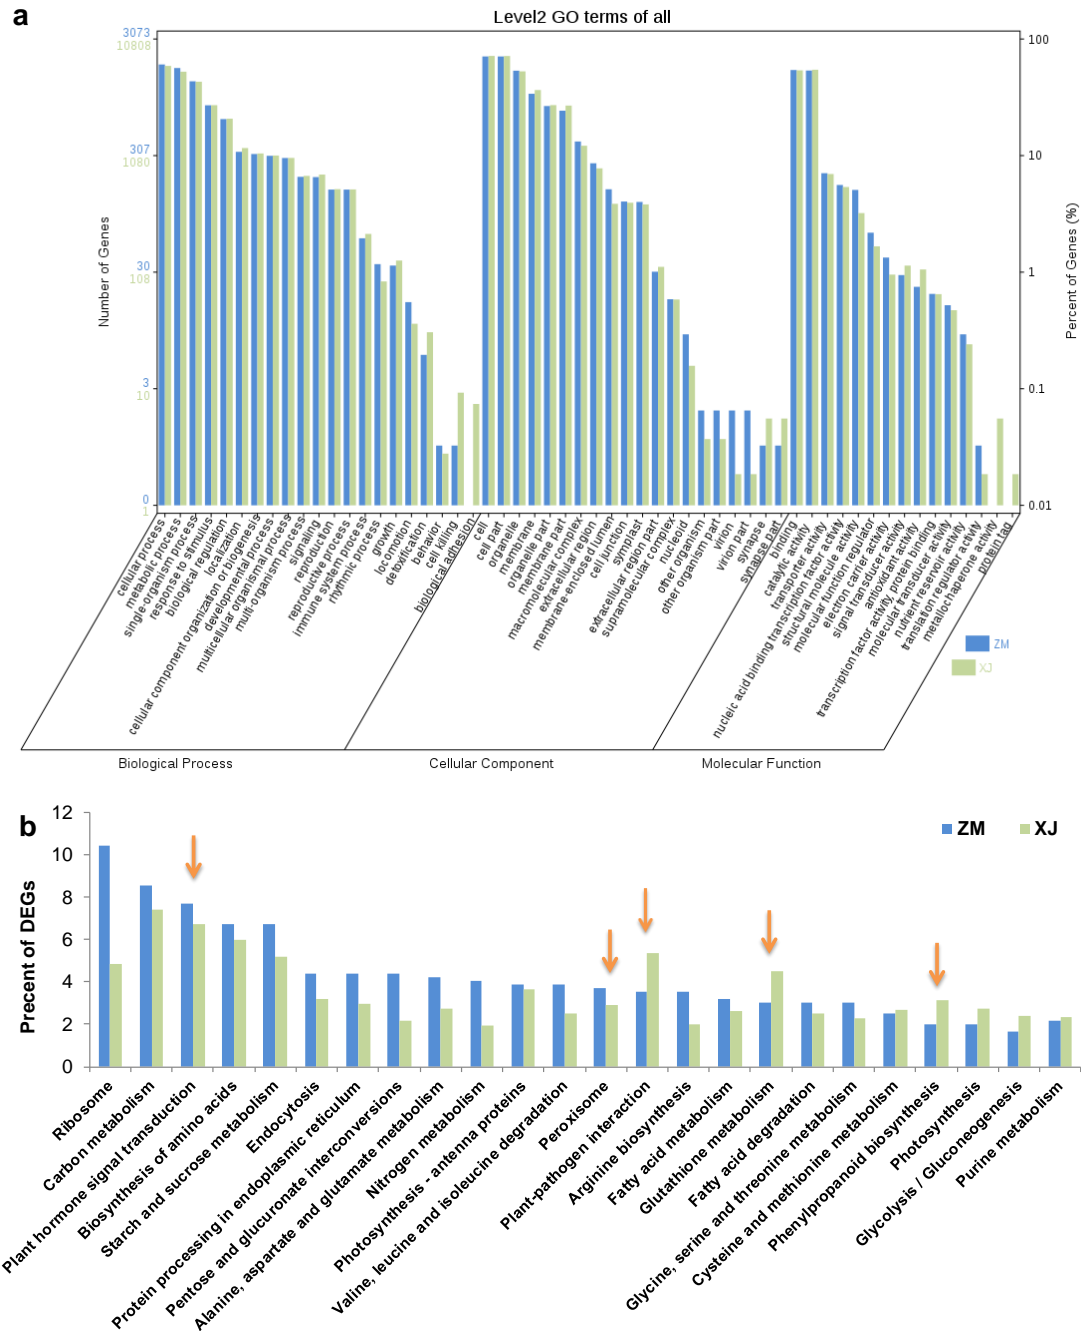 a
Level2 GO terms of all
3073
10808
307
1080
30
108
3
10
0
1
Number of Genes
100
10
1
0.1
0.01
Percent of Genes (%)
cellular process
metabolic process
single-organism process
response to stimulus
biological regulation
localization
cellular component organization or biogenesis
developmental process
multicellular organismal process
multi-organism process
signaling
reproduction
reproductive process
immune system process
rhythmic process
growth
locomotion
detoxification
behavior
cell killing
biological adhesion
cell
cell part
organelle
membrane
organelle part
membrane part
macromolecular complex
extracellular region
membrane-enclosed lumen
cell junction
symplast
extracellular region part
supramolecular complex
nucleoid
other organism
other organism part
virion
virion part
synapse
synapse part
binding
catalytic activity
transporter activity
nucleic acid binding transcription factor activity
structural molecule activity
molecular function regulator
electron carrier activity
signal transducer activity
antioxidant activity
transcription factor activity, protein binding
molecular transducer activity
nutrient reservoir activity
translation regulator activity
metallochaperone activity
protein tag
ZM
XJ
Biological Process
Cellular Component
Molecular Function
b
ZM
XJ
Precent of DEGs
12
10
8
6
4
2
0
Ribosome
Carbon metabolism
Plant hormone signal transduction
Biosynthesis of amino acids
Starch and sucrose metabolism
Endocytosis
Protein processing in endoplasmic reticulum
Pentose and glucuronate interconversions
Alanine, aspartate and glutamate metabolism
Nitrogen metabolism
Photosynthesis - antenna proteins
Valine, leucine and isoleucine degradation
Peroxisome
Plant-pathogen interaction
Arginine biosynthesis
Fatty acid metabolism
Glutathione metabolism
Fatty acid degradation
Glycine, serine and threonine metabolism
Cysteine and methionine metabolism
Phenylpropanoid biosynthesis
Photosynthesis
Glycolysis / Gluconeogenesis
Purine metabolism